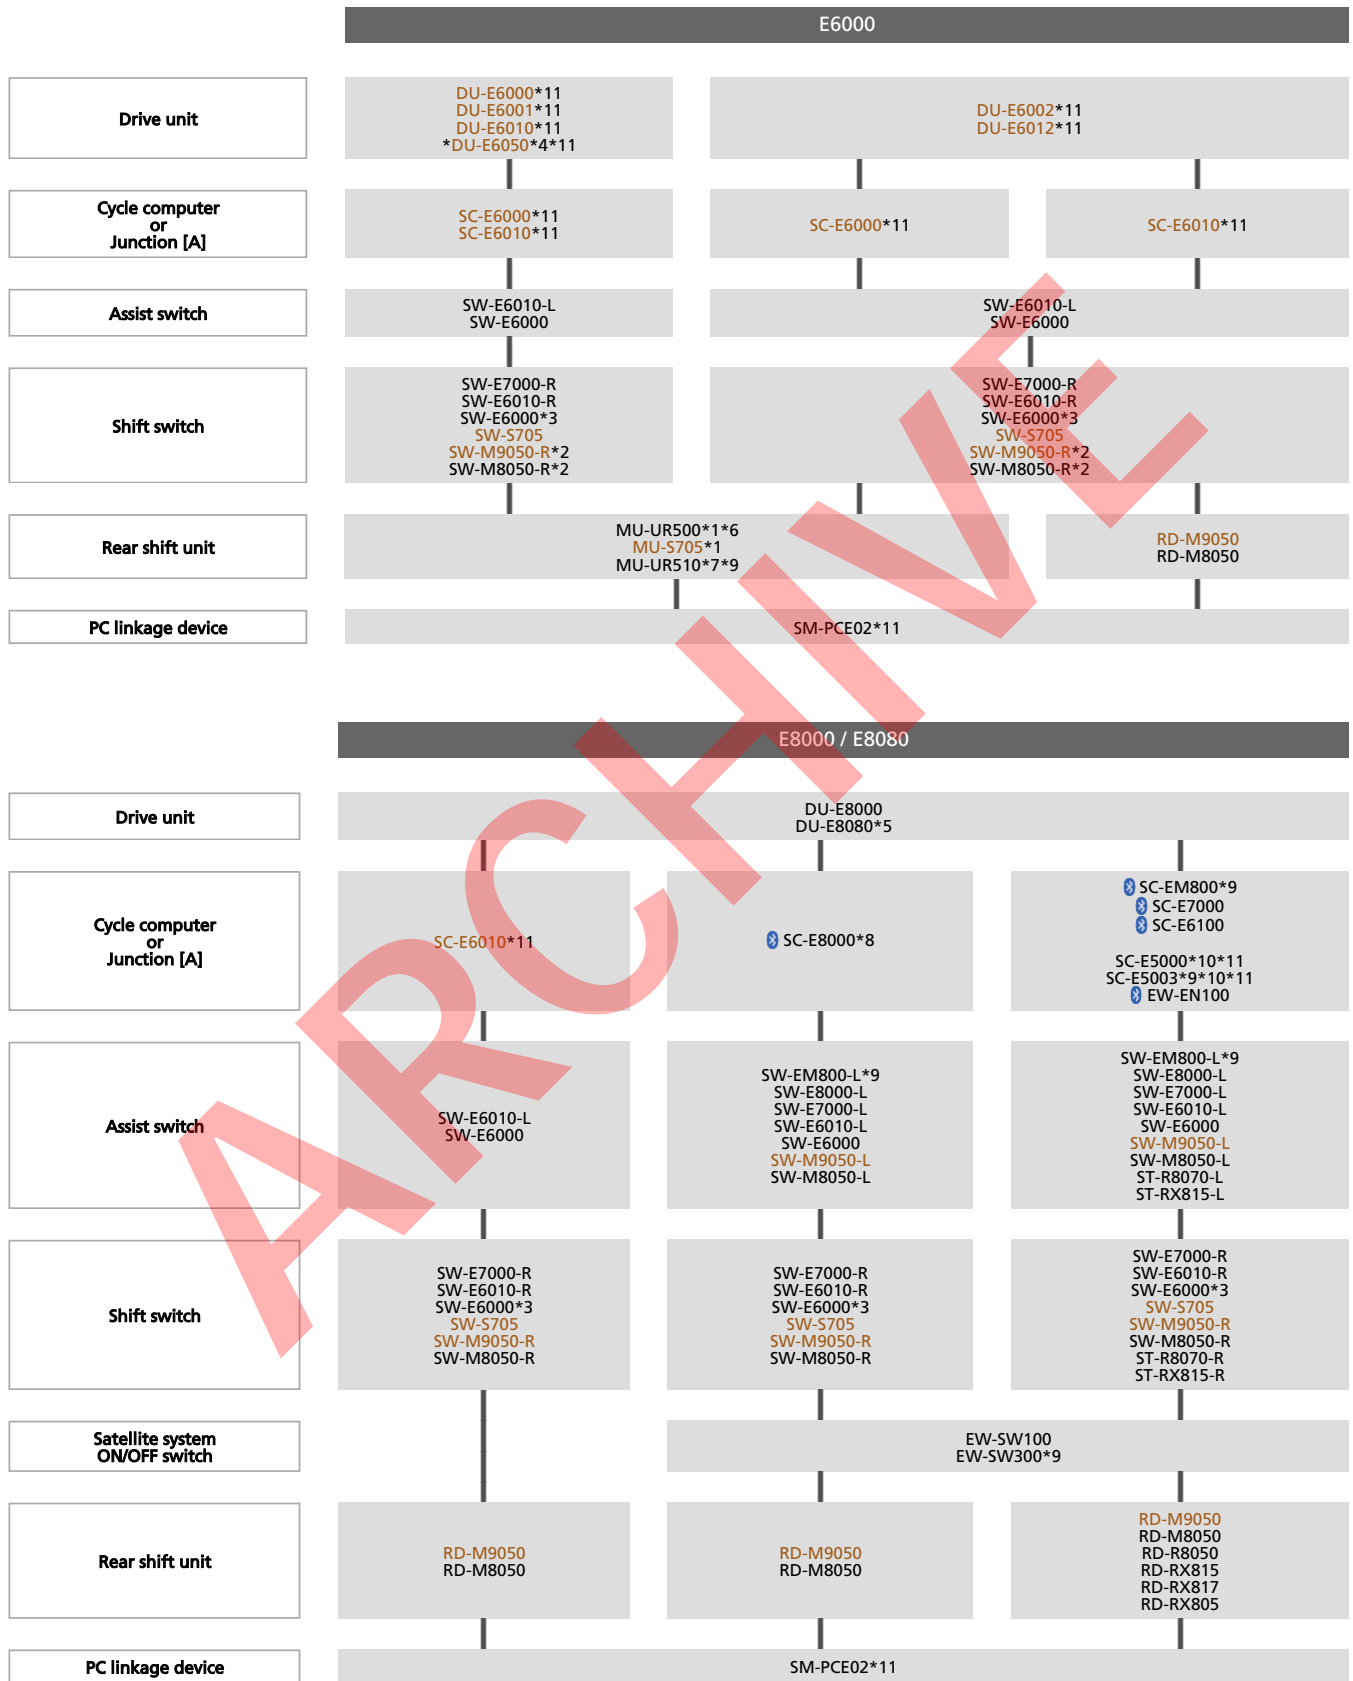 E6000
Drive unit
DU-E6000*11
DU-E6001*11
DU-E6010*11
*DU-E6050*4*11
DU-E6002*11
DU-E6012*11
Cycle computer
or
Junction [A]
SC-E6000*11
SC-E6010*11
SC-E6000*11
SC-E6010*11
Assist switch
SW-E6010-L
SW-E6000
SW-E6010-L
SW-E6000
Shift switch
SW-E7000-R
SW-E6010-R
SW-E6000*3
SW-S705
SW-M9050-R*2
SW-M8050-R*2
SW-E7000-R
SW-E6010-R
SW-E6000*3
SW-S705
SW-M9050-R*2
SW-M8050-R*2
Rear shift unit
MU-UR500*1*6
MU-S705*1
MU-UR510*7*9
RD-M9050
RD-M8050
PC linkage device
SM-PCE02*11
E8000 / E8080
Drive unit
DU-E8000
DU-E8080*5
Cycle computer
or
Junction [A]
SC-E6010*11
SC-E8000*8
SC-EM800*9
SC-E7000
SC-E6100
SC-E5000*10*11
SC-E5003*9*10*11
EW-EN100
Assist switch
SW-E6010-L
SW-E6000
SW-EM800-L*9
SW-E8000-L
SW-E7000-L
SW-E6010-L
SW-E6000
SW-M9050-L
SW-M8050-L
SW-EM800-L*9
SW-E8000-L
SW-E7000-L
SW-E6010-L
SW-E6000
SW-M9050-L
SW-M8050-L
ST-R8070-L
ST-RX815-L
Shift switch
SW-E7000-R
SW-E6010-R
SW-E6000*3
SW-S705
SW-M9050-R
SW-M8050-R
SW-E7000-R
SW-E6010-R
SW-E6000*3
SW-S705
SW-M9050-R
SW-M8050-R
SW-E7000-R
SW-E6010-R
SW-E6000*3
SW-S705
SW-M9050-R
SW-M8050-R
ST-R8070-R
ST-RX815-R
Satellite system
ON/OFF switch
EW-SW100
EW-SW300*9
Rear shift unit
RD-M9050
RD-M8050
RD-M9050
RD-M8050
RD-M9050
RD-M8050
RD-R8050
RD-RX815
RD-RX817
RD-RX805
PC linkage device
SM-PCE02*11
ARCHIVE